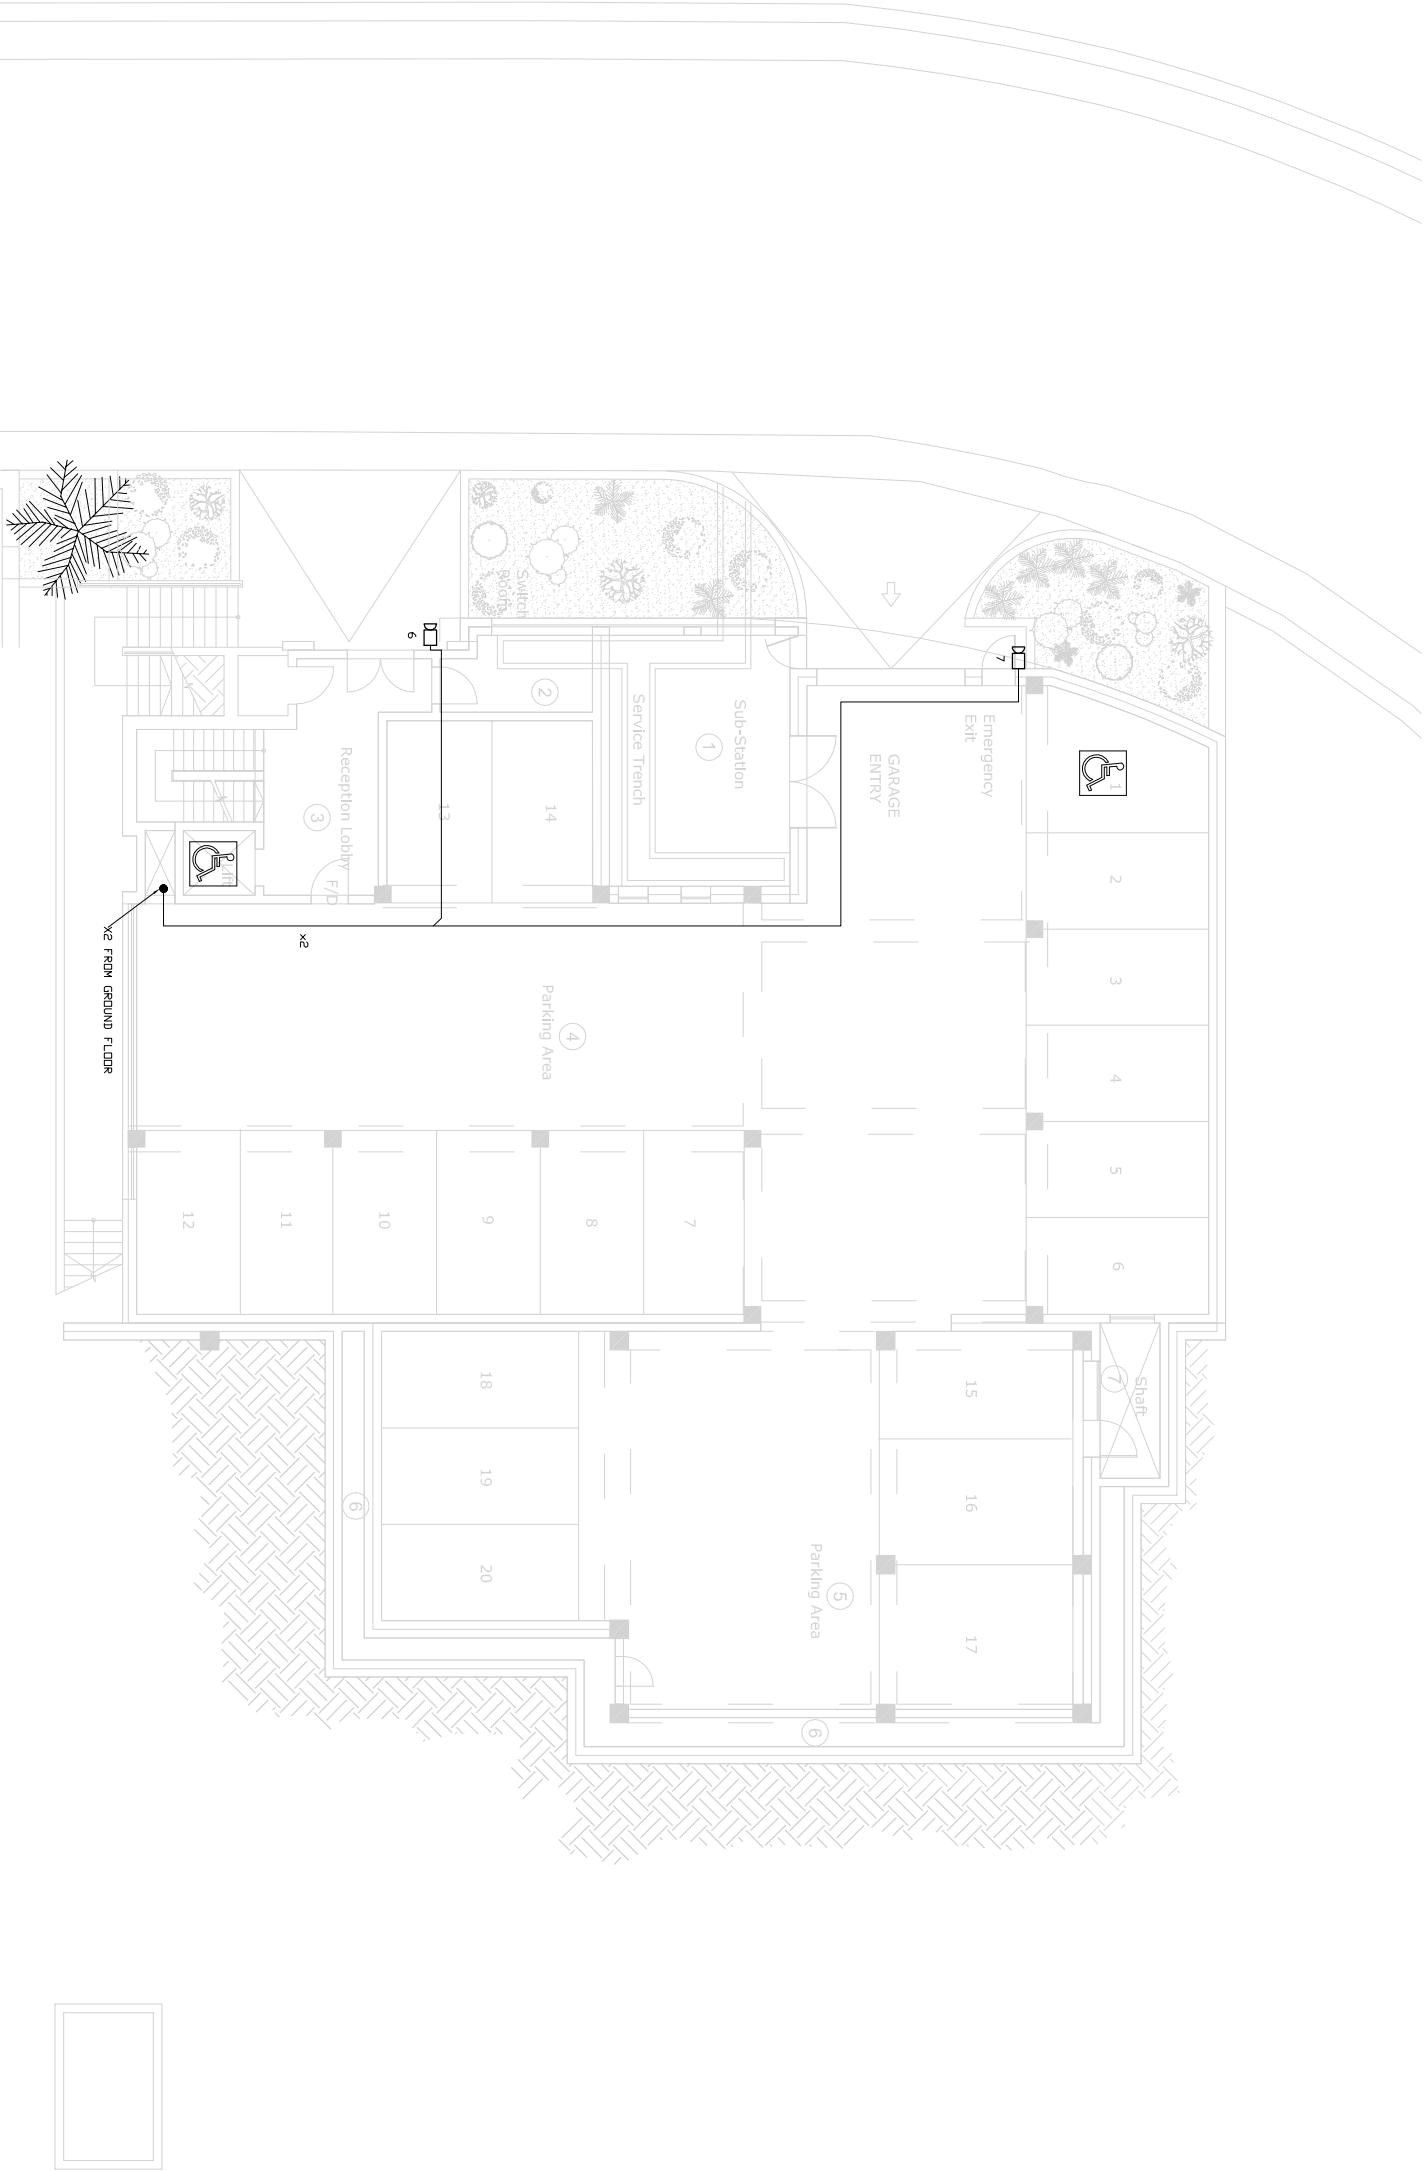 Switch
Room
6
7
2
Service Trench
1
Sub-Station
GARAGE
ENTRY
Emergency
Exit
1
Reception Lobby
3
13
14
Lift
F/D
2
X2 FROM GROUND FLOOR
X2
3
Parking Area
4
4
5
12
11
10
9
8
7
6
18
15
7
Shaft
19
6
16
20
Parking Area
5
17
6